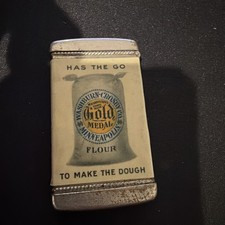 HAS THE GO
WASHBURN-CROSBY CO.
Gold
MEDAL
MINNEAPOLIS
FLOUR
TO MAKE THE DOUGH